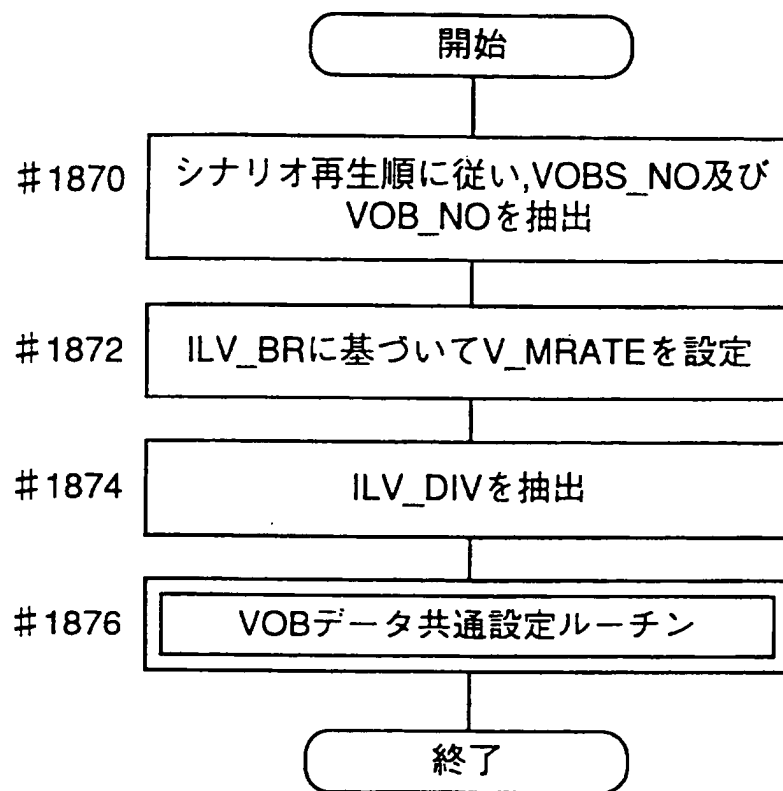 開始
#1870
シナリオ再生順に従い,VOBS_NO及び
VOB_NOを抽出
#1872
ILV_BRに基づいてV_MRATEを設定
#1874
ILV_DIVを抽出
#1876
VOBデータ共通設定ルーチン
終了